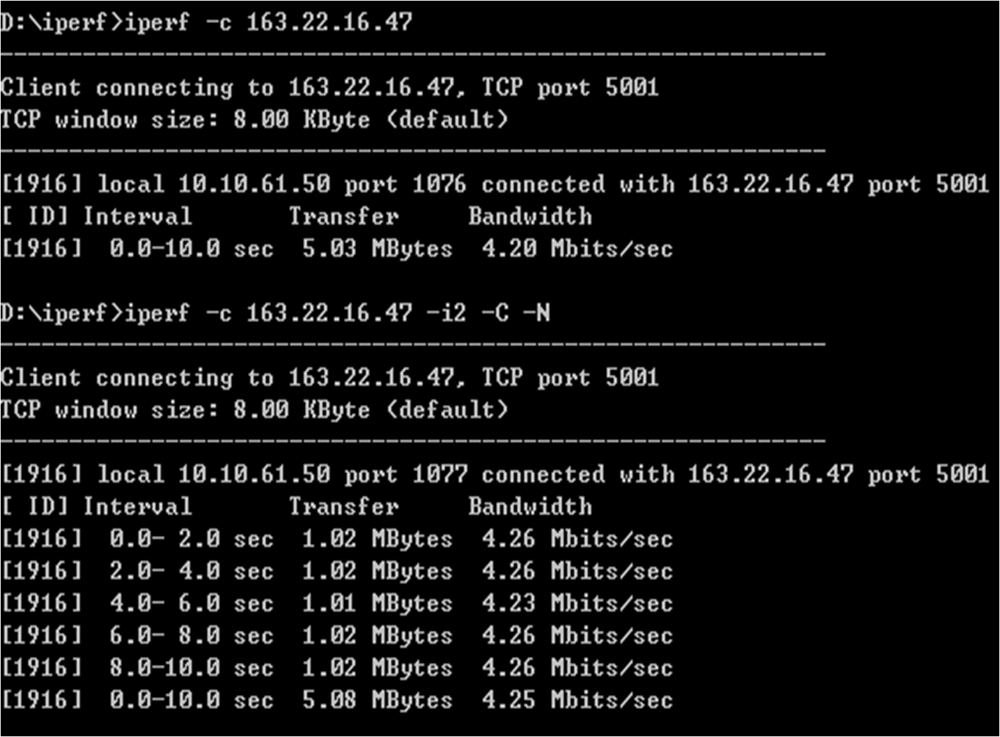 D:\iperf>iperf -c 163.22.16.47
------------------------------------------------------------
Client connecting to 163.22.16.47, TCP port 5001
TCP window size: 8.00 KByte (default)
------------------------------------------------------------
[1916] local 10.10.61.50 port 1076 connected with 163.22.16.47 port 5001
[ ID] Interval       Transfer     Bandwidth
[1916]  0.0-10.0 sec  5.03 MBytes  4.20 Mbits/sec
D:\iperf>iperf -c 163.22.16.47 -i2 -C -N
------------------------------------------------------------
Client connecting to 163.22.16.47, TCP port 5001
TCP window size: 8.00 KByte (default)
------------------------------------------------------------
[1916] local 10.10.61.50 port 1077 connected with 163.22.16.47 port 5001
[ ID] Interval       Transfer     Bandwidth
[1916]  0.0- 2.0 sec  1.02 MBytes  4.26 Mbits/sec
[1916]  2.0- 4.0 sec  1.02 MBytes  4.26 Mbits/sec
[1916]  4.0- 6.0 sec  1.01 MBytes  4.23 Mbits/sec
[1916]  6.0- 8.0 sec  1.02 MBytes  4.26 Mbits/sec
[1916]  8.0-10.0 sec  1.02 MBytes  4.26 Mbits/sec
[1916]  0.0-10.0 sec  5.08 MBytes  4.25 Mbits/sec